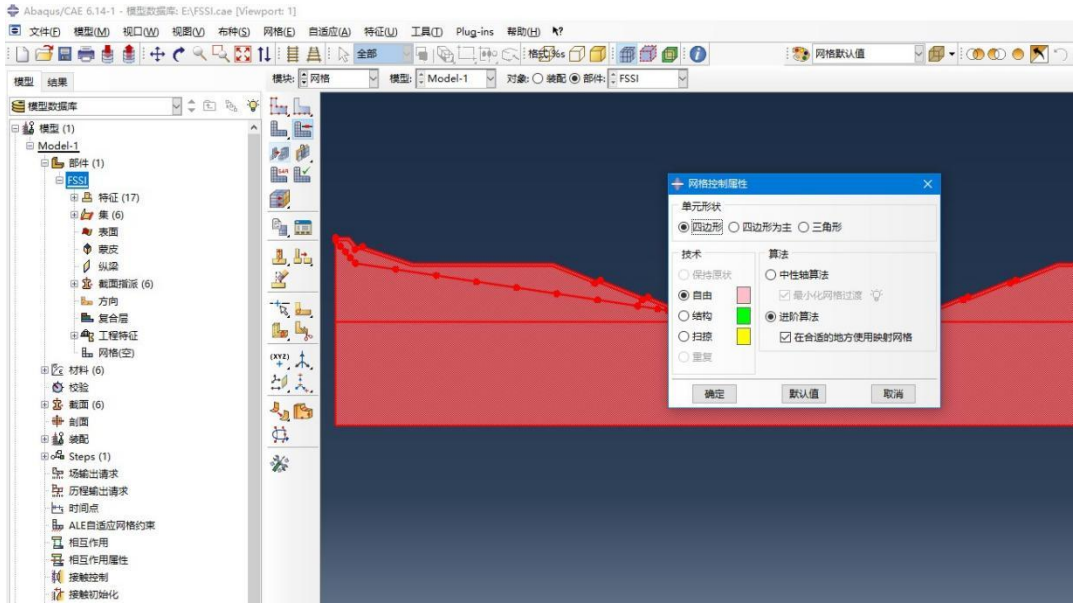 Abaqus/CAE 6.14-1 - 模型数据库: E:\FSSI.cae [Viewport: 1]
文件(F) 模型(M) 视口(W) 视图(V) 布种(S) 网格(E) 自适应(A) 特征(U) 工具(T) Plug-ins 帮助(H)
全部 网格默认值
模型 结果 模块: 网格 模型: Model-1 对象: 装配 部件: FSSI
模型数据库
模型 (1)
Model-1
部件 (1)
FSSI
特征 (17)
集 (6)
表面
蒙皮
纵梁
截面指派 (6)
方向
复合层
工程特征
网格(空)
材料 (6)
校验
截面 (6)
剖面
装配
Steps (1)
场输出请求
历程输出请求
时间点
ALE自适应网格约束
相互作用
相互作用属性
接触控制
接触初始化
(XYZ)
网格控制属性
单元形状
四边形 四边形为主 三角形
技术
保持原状
自由
结构
扫掠
重复
算法
中性轴算法
最小化网格过渡
进阶算法
在合适的地方使用映射网格
确定 默认值 取消